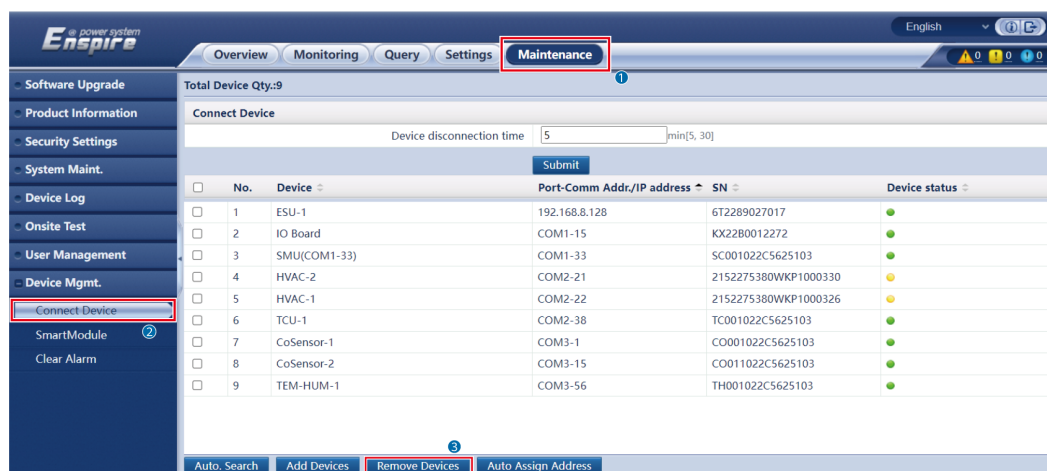 @ power system
Enspire
English
Overview Monitoring Query Settings Maintenance
0 0 0
1
Software Upgrade
Product Information
Security Settings
System Maint.
Device Log
Onsite Test
User Management
Device Mgmt.
Connect Device
2
SmartModule
Clear Alarm
Total Device Qty.:9
Connect Device
Device disconnection time 5 min[5, 30]
Submit
No. Device Port-Comm Addr./IP address SN Device status
1 ESU-1 192.168.8.128 6T2289027017
2 IO Board COM1-15 KX22B0012272
3 SMU(COM1-33) COM1-33 SC001022C5625103
4 HVAC-2 COM2-21 2152275380WKP1000330
5 HVAC-1 COM2-22 2152275380WKP1000326
6 TCU-1 COM2-38 TC001022C5625103
7 CoSensor-1 COM3-1 CO001022C5625103
8 CoSensor-2 COM3-15 CO011022C5625103
9 TEM-HUM-1 COM3-56 TH001022C5625103
3
Auto. Search Add Devices Remove Devices Auto Assign Address